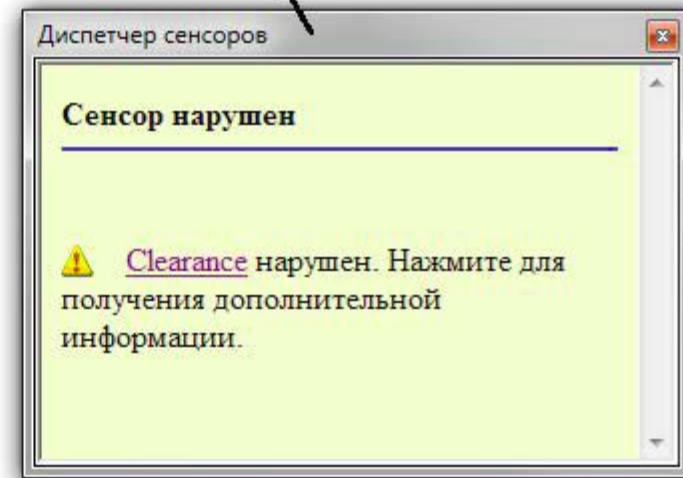 Диспетчер сенсоров
Сенсор нарушен
Clearance нарушен. Нажмите для
получения дополнительной
информации.